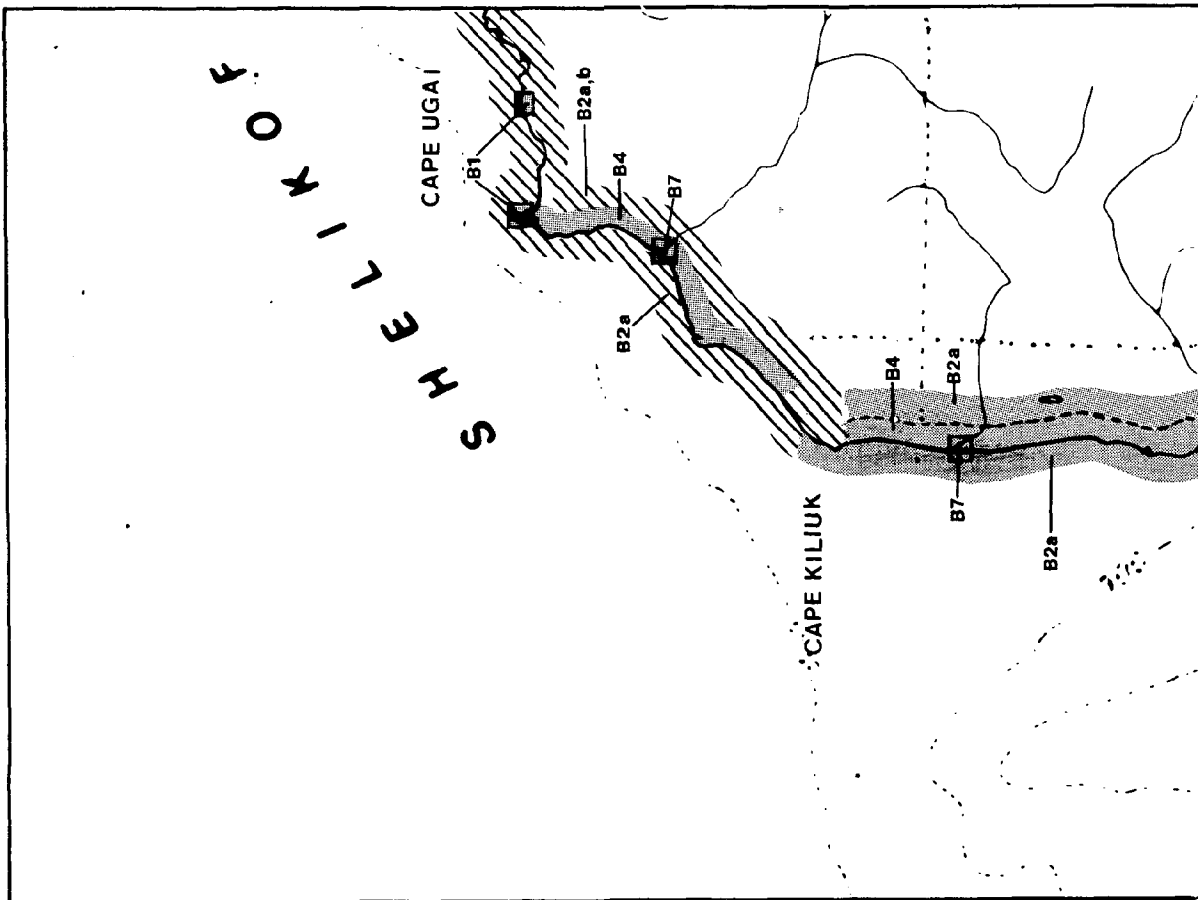 SHELIKOF
CAPE UGAI
B1
B2a,b
B4
B7
B2a
B4
B2a
B7
B2a
CAPE KILIUK